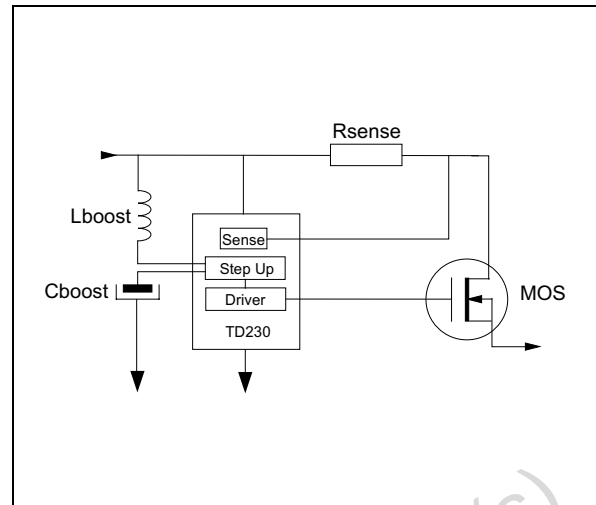 Rsense
Lboost
Sense
Step Up
Cboost
Driver
MOS
TD230